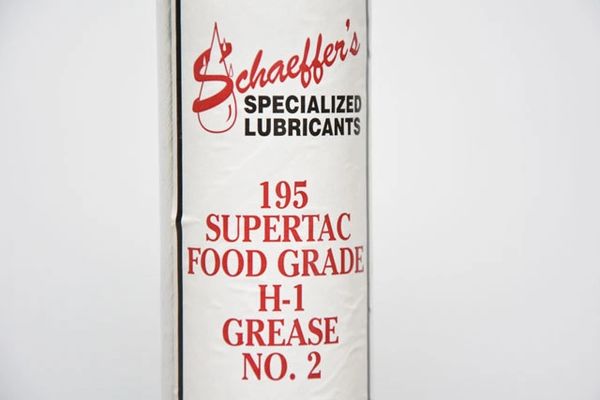 Schaeffer's
SPECIALIZED
LUBRICANTS
195
SUPERTAC
FOOD GRADE
H-1
GREASE
NO. 2